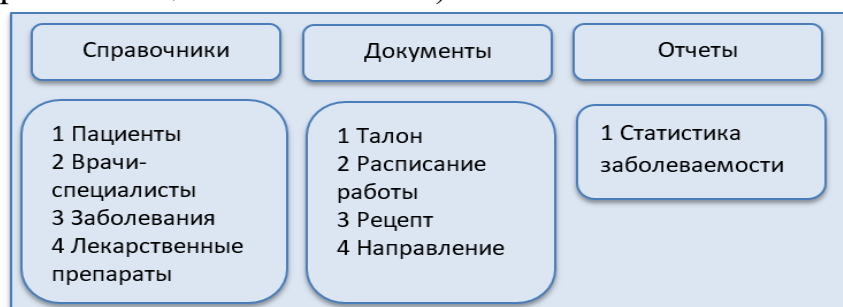 Справочники
Документы
Отчеты
1 Пациенты
2 Врачи-
специалисты
3 Заболевания
4 Лекарственные
препараты
1 Талон
2 Расписание
работы
3 Рецепт
4 Направление
1 Статистика
заболеваемости